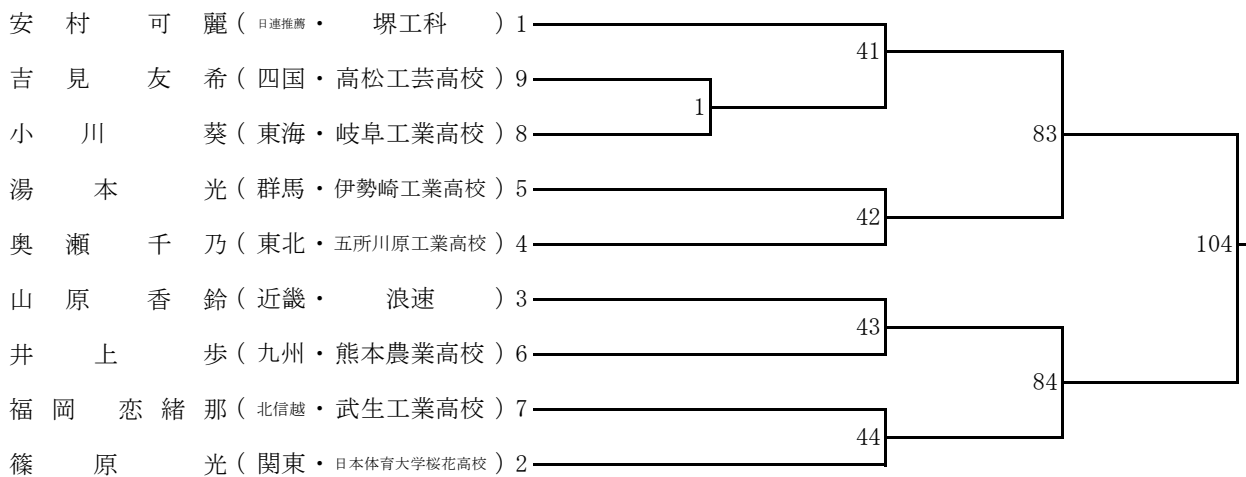 安村可麗(日連推薦・堺工科)1
41
吉見友希(四国・高松工芸高校)9
1
小川葵(東海・岐阜工業高校)8
83
湯本光(群馬・伊勢崎工業高校)5
42
奥瀬千乃(東北・五所川原工業高校)4
104
山原香鈴(近畿・浪速)3
43
井上歩(九州・熊本農業高校)6
84
福岡恋緒那(北信越・武生工業高校)7
44
篠原光(関東・日本体育大学桜花高校)2